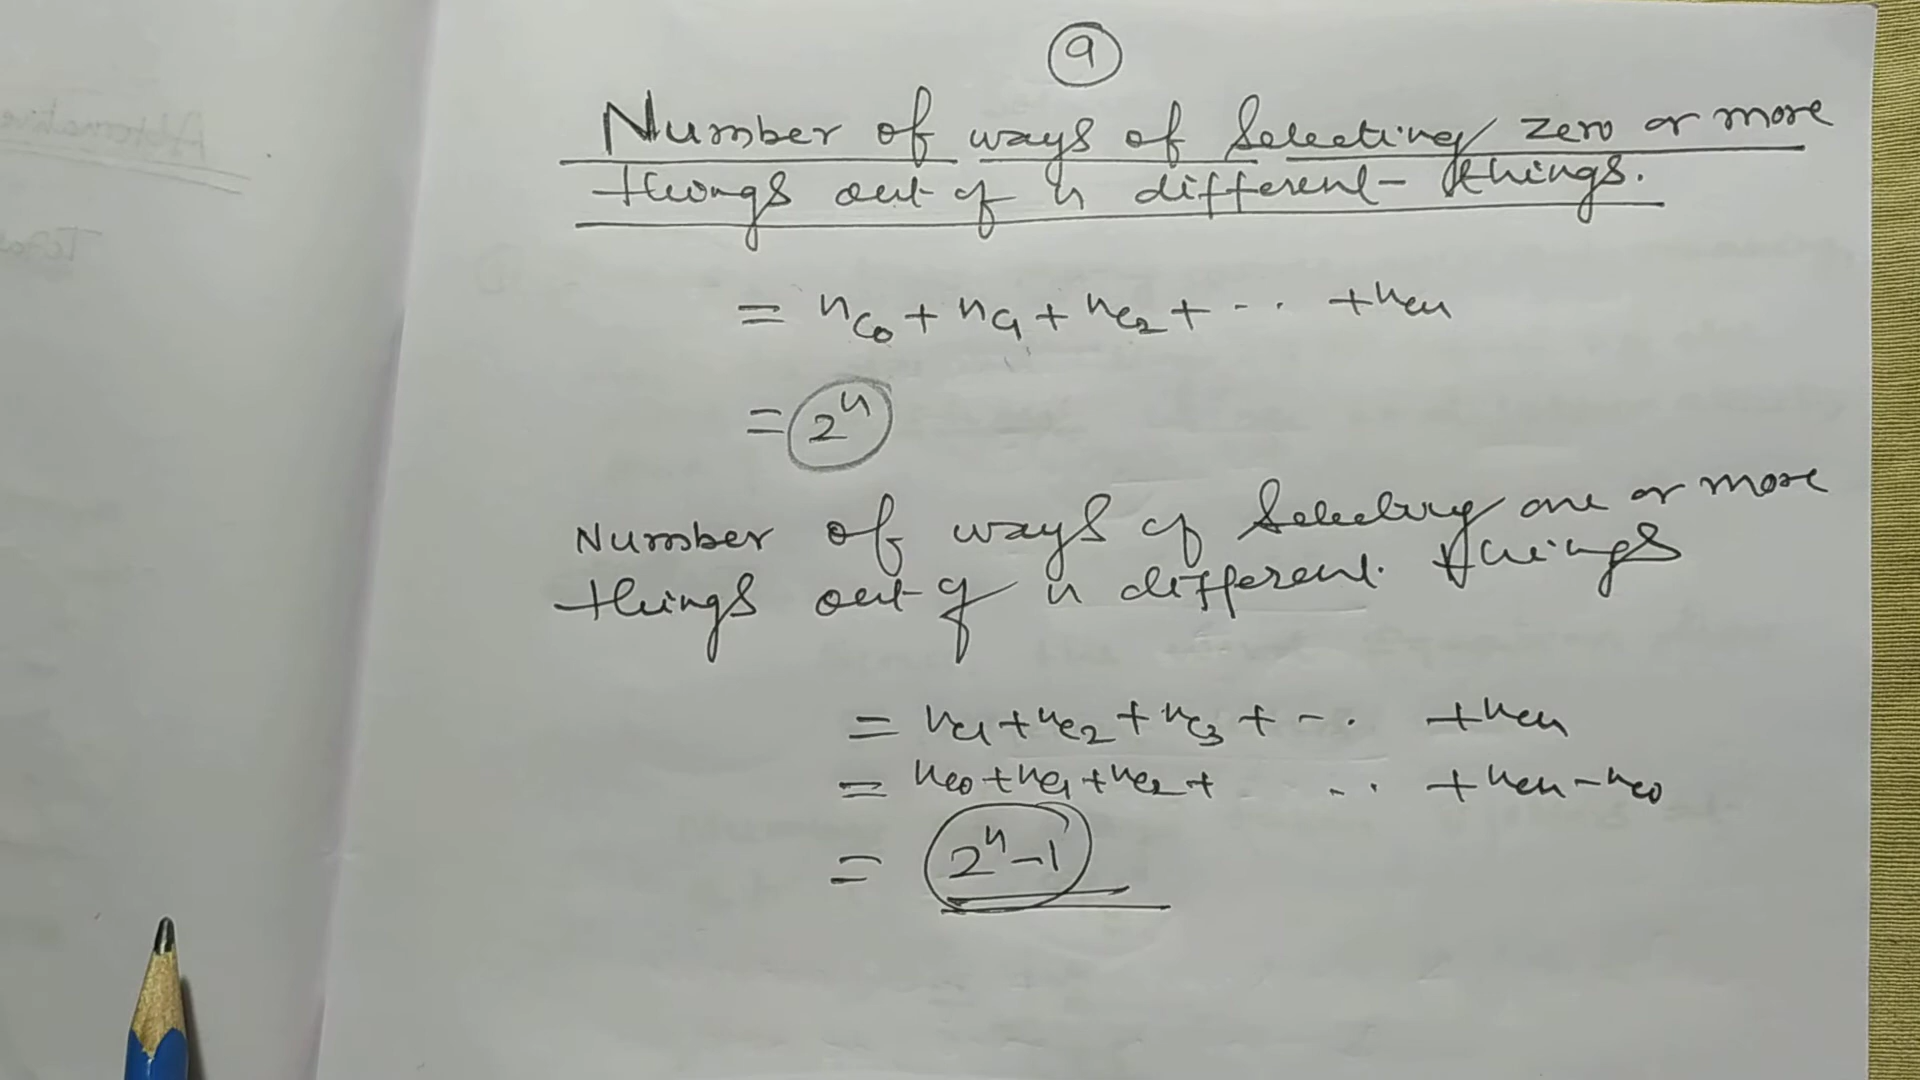 9
Number of ways of selecting zero or more
things out of n different things.
= nC0 + nC1 + nC2 + - - . . + nCn
= 2^n
Number of ways of selecting one or more
things out of n different things
= nC1 + nC2 + nC3 + - . + nCn
= nC0 + nC1 + nC2 + . . . + nCn - nC0
= 2^n - 1